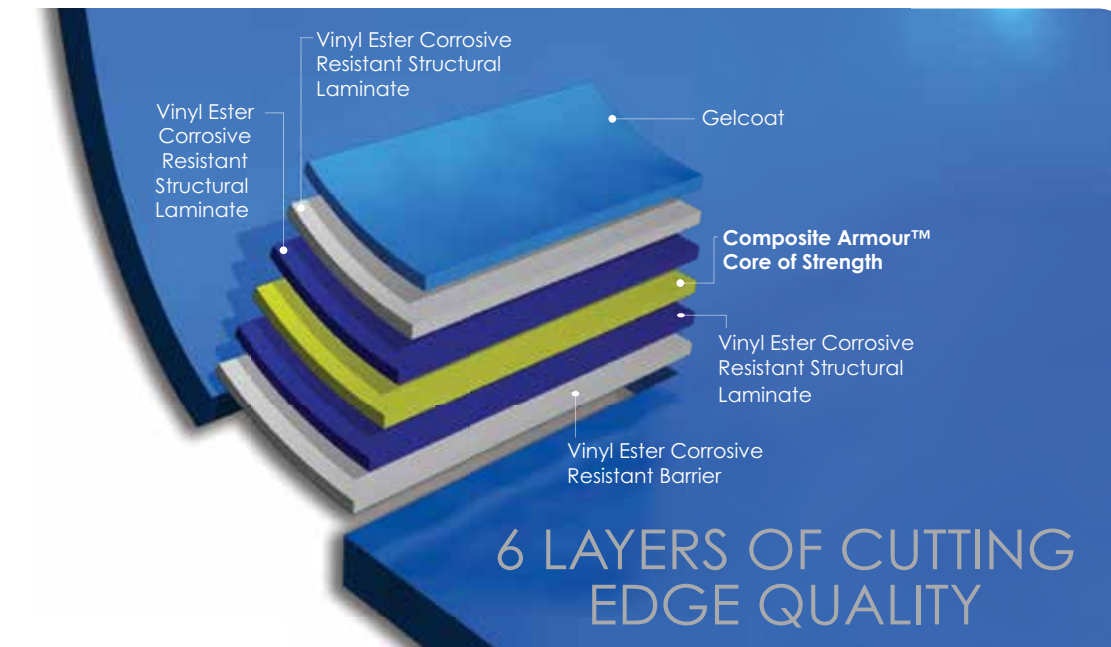 Vinyl Ester Corrosive
Resistant Structural
Laminate
Vinyl Ester
Corrosive
Resistant
Structural
Laminate
Gelcoat
Composite Armour™
Core of Strength
Vinyl Ester Corrosive
Resistant Structural
Laminate
Vinyl Ester Corrosive
Resistant Barrier
6 LAYERS OF CUTTING
EDGE QUALITY